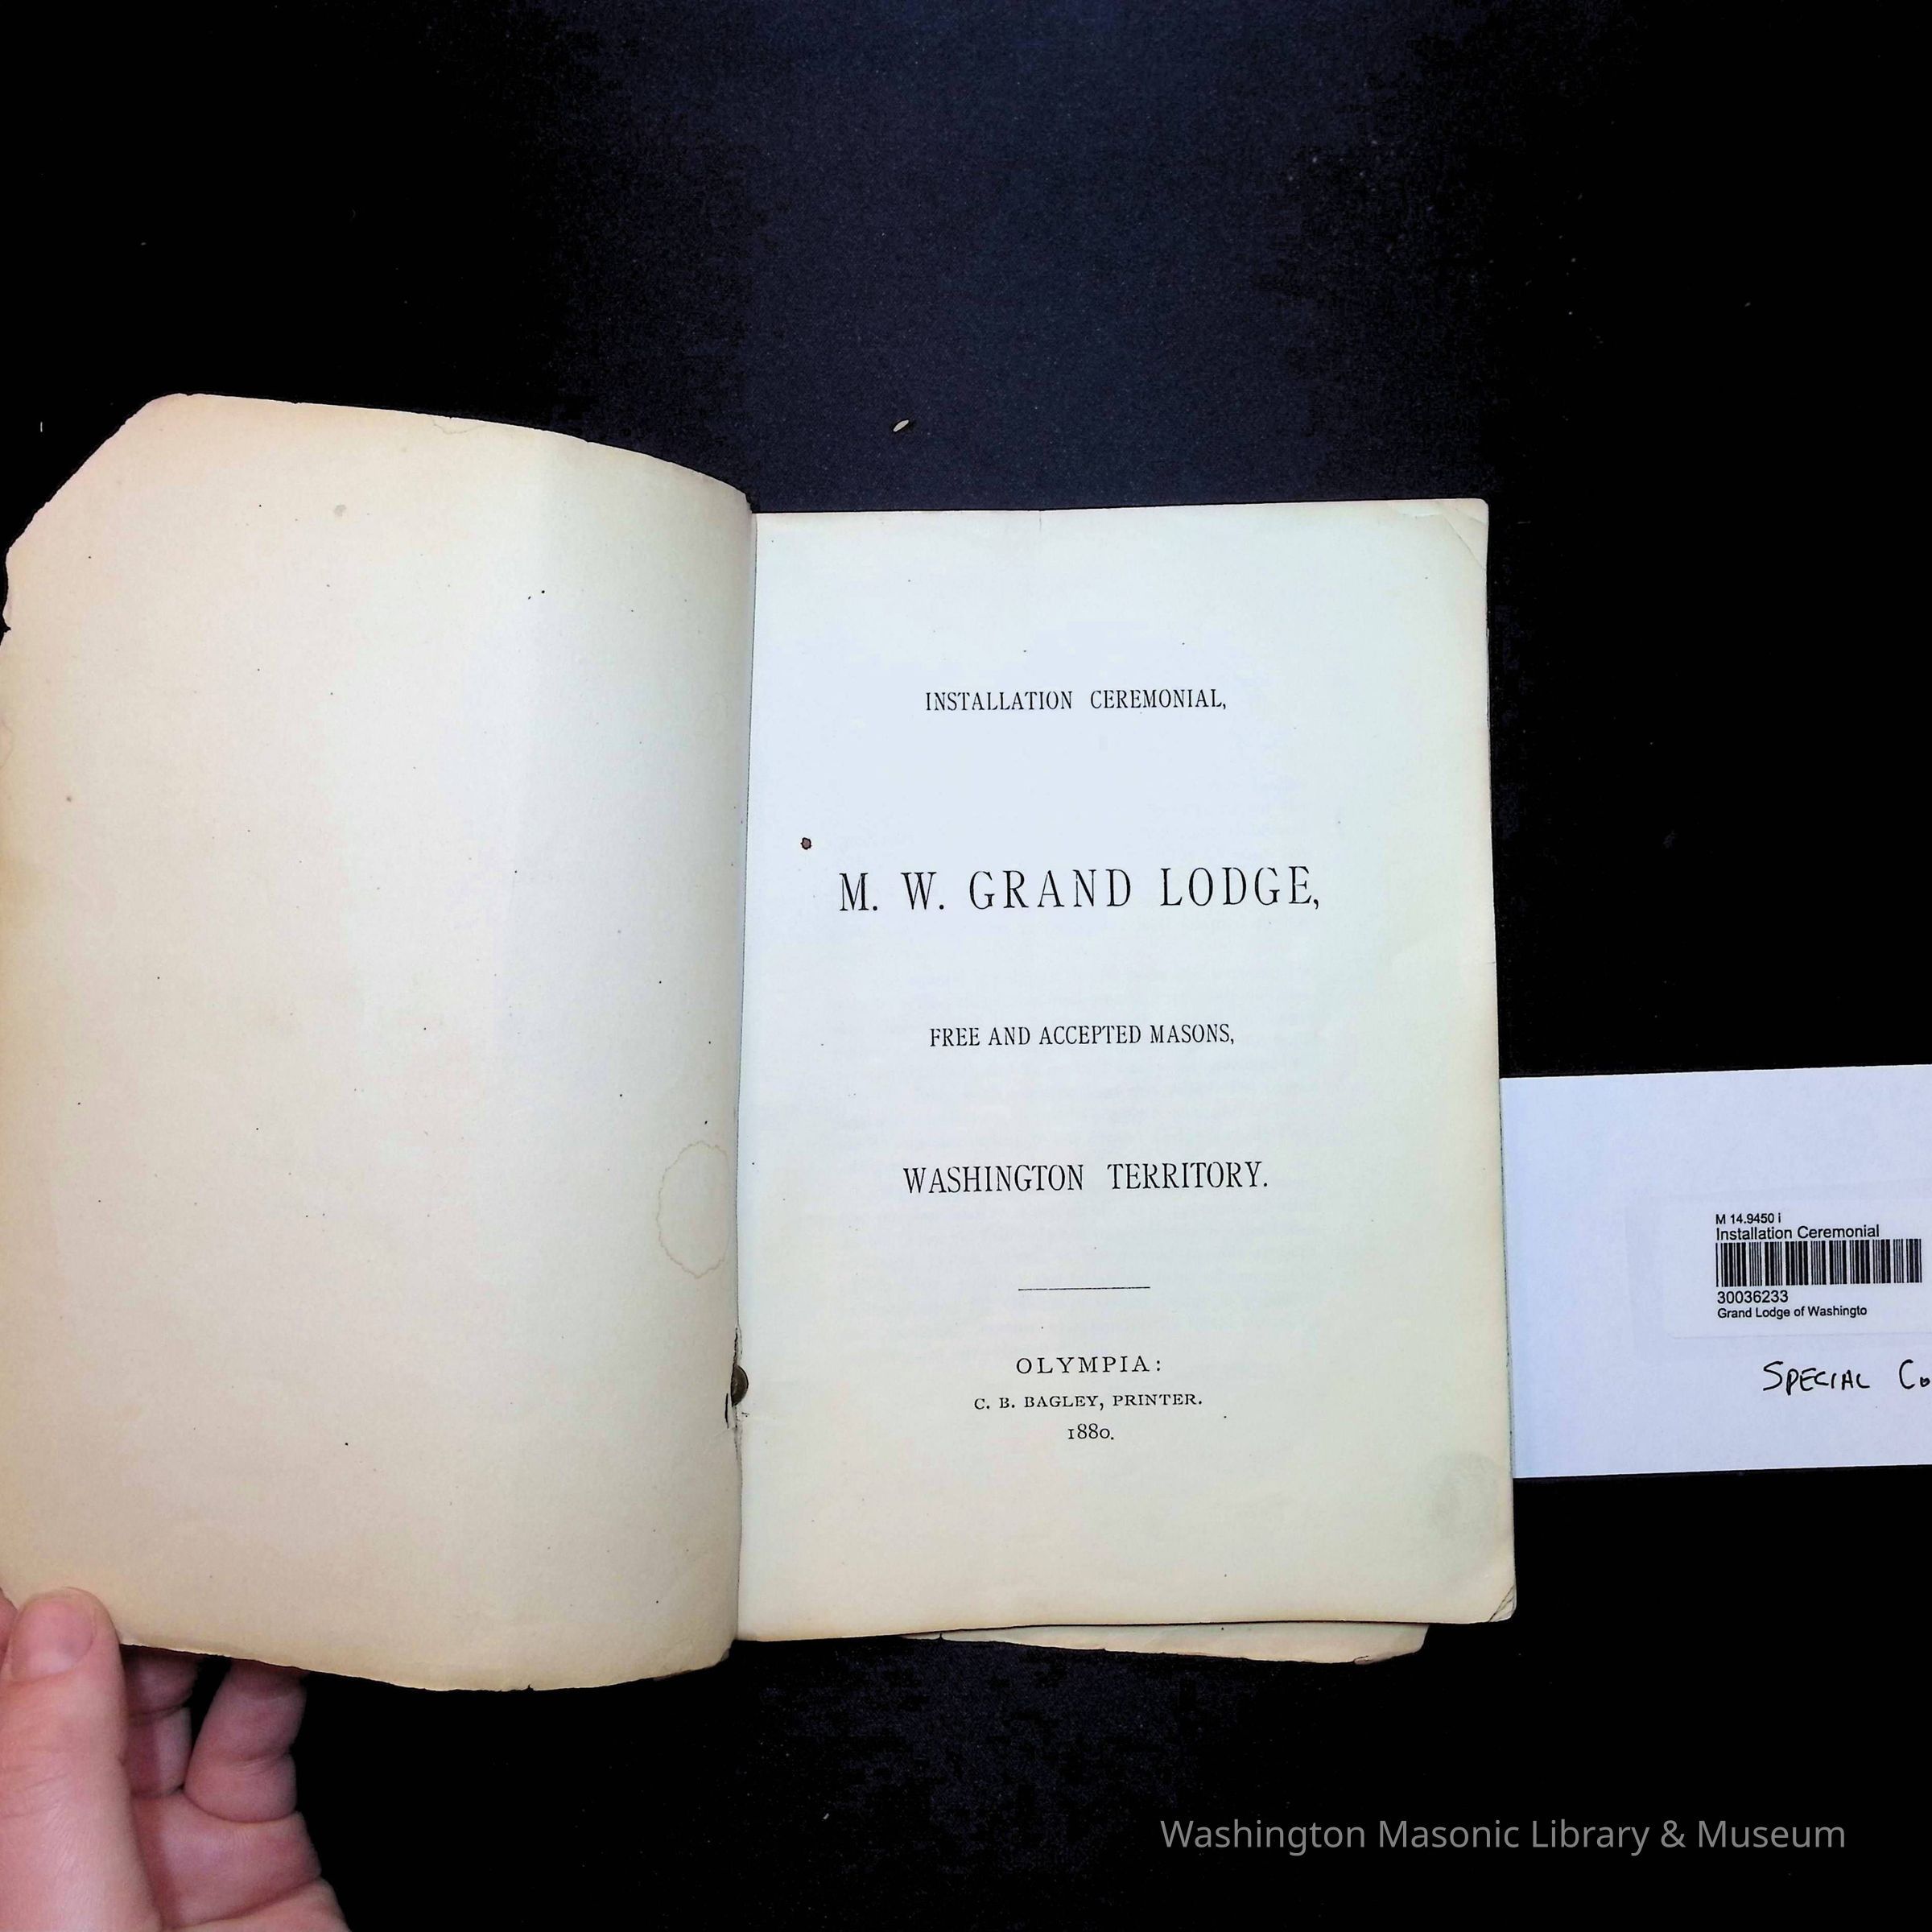 INSTALLATION CEREMONIAL,
M. W. GRAND LODGE,
FREE AND ACCEPTED MASONS,
WASHINGTON TERRITORY.
OLYMPIA:
C. B. BAGLEY, PRINTER.
1880.
M 14.9450 i
Installation Ceremonial
30036233
Grand Lodge of Washingto
SPECIAL Co
Washington Masonic Library & Museum